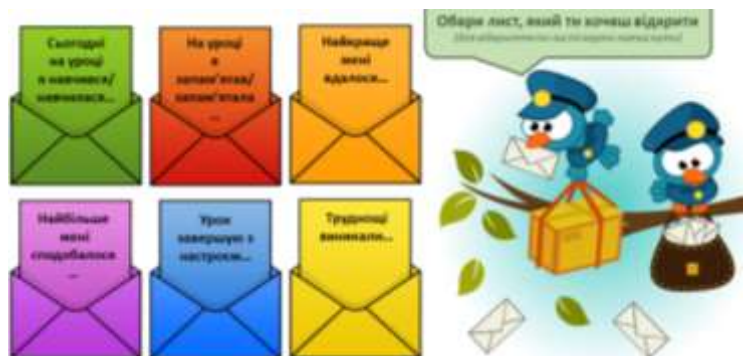 Сьогодні
на уроці
я навчився/
навчилася...
На уроці
я
запам'ятав/
запам'ятала
...
Найкраще
мені
вдалося...
Обери лист, який ти хочеш відкрити
Найбільше
мені
сподобалося
...
Урок
завершую з
настроєм...
Труднощі
виникали...